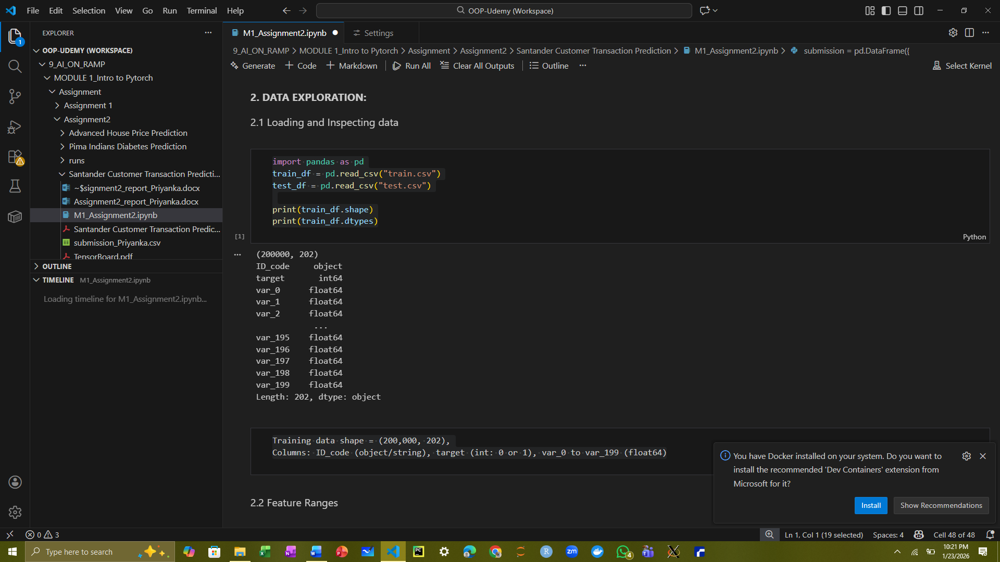 File Edit Selection View Go Run Terminal Help
OOP-Udemy (Workspace)
EXPLORER
1
OOP-UDEMY (WORKSPACE)
9_AI_ON_RAMP
MODULE 1_Intro to Pytorch
Assignment
Assignment 1
Assignment2
Advanced House Price Prediction
Pima Indians Diabetes Prediction
runs
Santander Customer Transaction Predicti...
~$signment2_report_Priyanka.docx
Assignment2_report_Priyanka.docx
M1_Assignment2.ipynb
Santander Customer Transaction Predic...
submission_Priyanka.csv
TensorBoard.pdf
OUTLINE
TIMELINE M1_Assignment2.ipynb
Loading timeline for M1_Assignment2.ipynb...
M1_Assignment2.ipynb Settings
9_AI_ON_RAMP > MODULE 1_Intro to Pytorch > Assignment > Assignment2 > Santander Customer Transaction Prediction > M1_Assignment2.ipynb > submission = pd.DataFrame({
Generate + Code + Markdown Run All Clear All Outputs Outline ... Select Kernel
2. DATA EXPLORATION:
2.1 Loading and Inspecting data
import pandas as pd
train_df = pd.read_csv("train.csv")
test_df = pd.read_csv("test.csv")
print(train_df.shape)
print(train_df.dtypes)
[1] Python
(200000, 202)
ID_code object
target int64
var_0 float64
var_1 float64
var_2 float64
...
var_195 float64
var_196 float64
var_197 float64
var_198 float64
var_199 float64
Length: 202, dtype: object
Training data shape = (200,000, 202),
Columns: ID_code (object/string), target (int: 0 or 1), var_0 to var_199 (float64)
2.2 Feature Ranges
You have Docker installed on your system. Do you want to
install the recommended 'Dev Containers' extension from
Microsoft for it?
Install Show Recommendations
0 3 Ln 1, Col 1 (19 selected) Spaces: 4 Cell 48 of 48
Type here to search
PC
R
zm
4
10:21 PM
1/23/2026